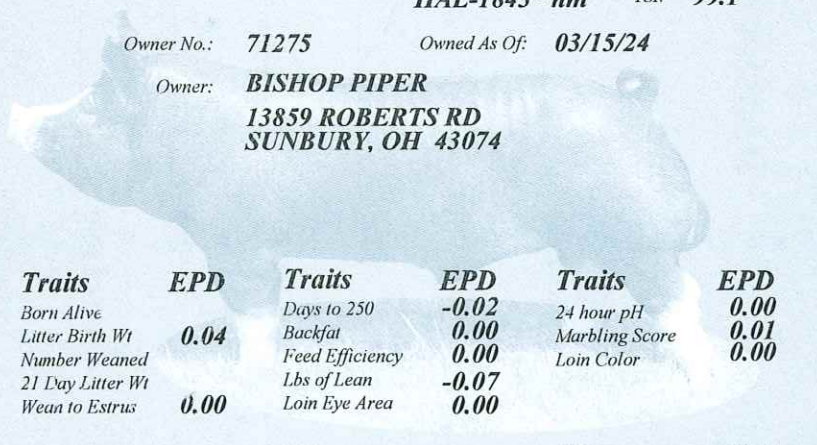 Owner No.: 71275 Owned As Of: 03/15/24
Owner: BISHOP PIPER
13859 ROBERTS RD
SUNBURY, OH 43074
Traits EPD Traits EPD Traits EPD
Born Alive Days to 250 -0.02 24 hour pH 0.00
Litter Birth Wt 0.04 Backfat 0.00 Marbling Score 0.01
Number Weaned Feed Efficiency 0.00 Loin Color 0.00
21 Day Litter Wt Lbs of Lean -0.07
Wean to Estrus 0.00 Loin Eye Area 0.00